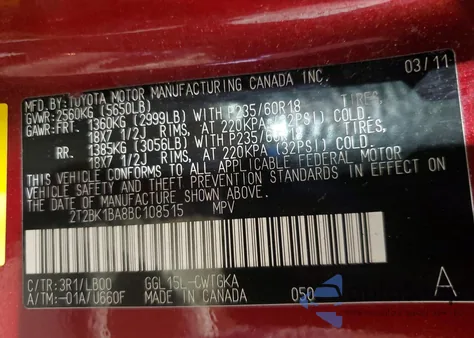 MFD. BY: TOYOTA MOTOR MANUFACTURING CANADA INC. 03/11
GVWR: 2560KG (5650LB)
GAWR: FRT. 1360KG (2999LB) WITH P235/60R18 TIRES,
18X7 1/2J RIMS, AT 220KPA (32PSI) COLD.
RR. 1385KG (3056LB) WITH P235/60R18 TIRES,
18X7 1/2J RIMS, AT 220KPA (32PSI) COLD.
THIS VEHICLE CONFORMS TO ALL APPLICABLE FEDERAL MOTOR
VEHICLE SAFETY AND THEFT PREVENTION STANDARDS IN EFFECT ON
THE DATE OF MANUFACTURE SHOWN ABOVE.
2T2BK1BA8BC108515 MPV
C/TR: 3R1/LB00 GGL15L-CWTGKA A
A/TM: -01A/U660F MADE IN CANADA 050